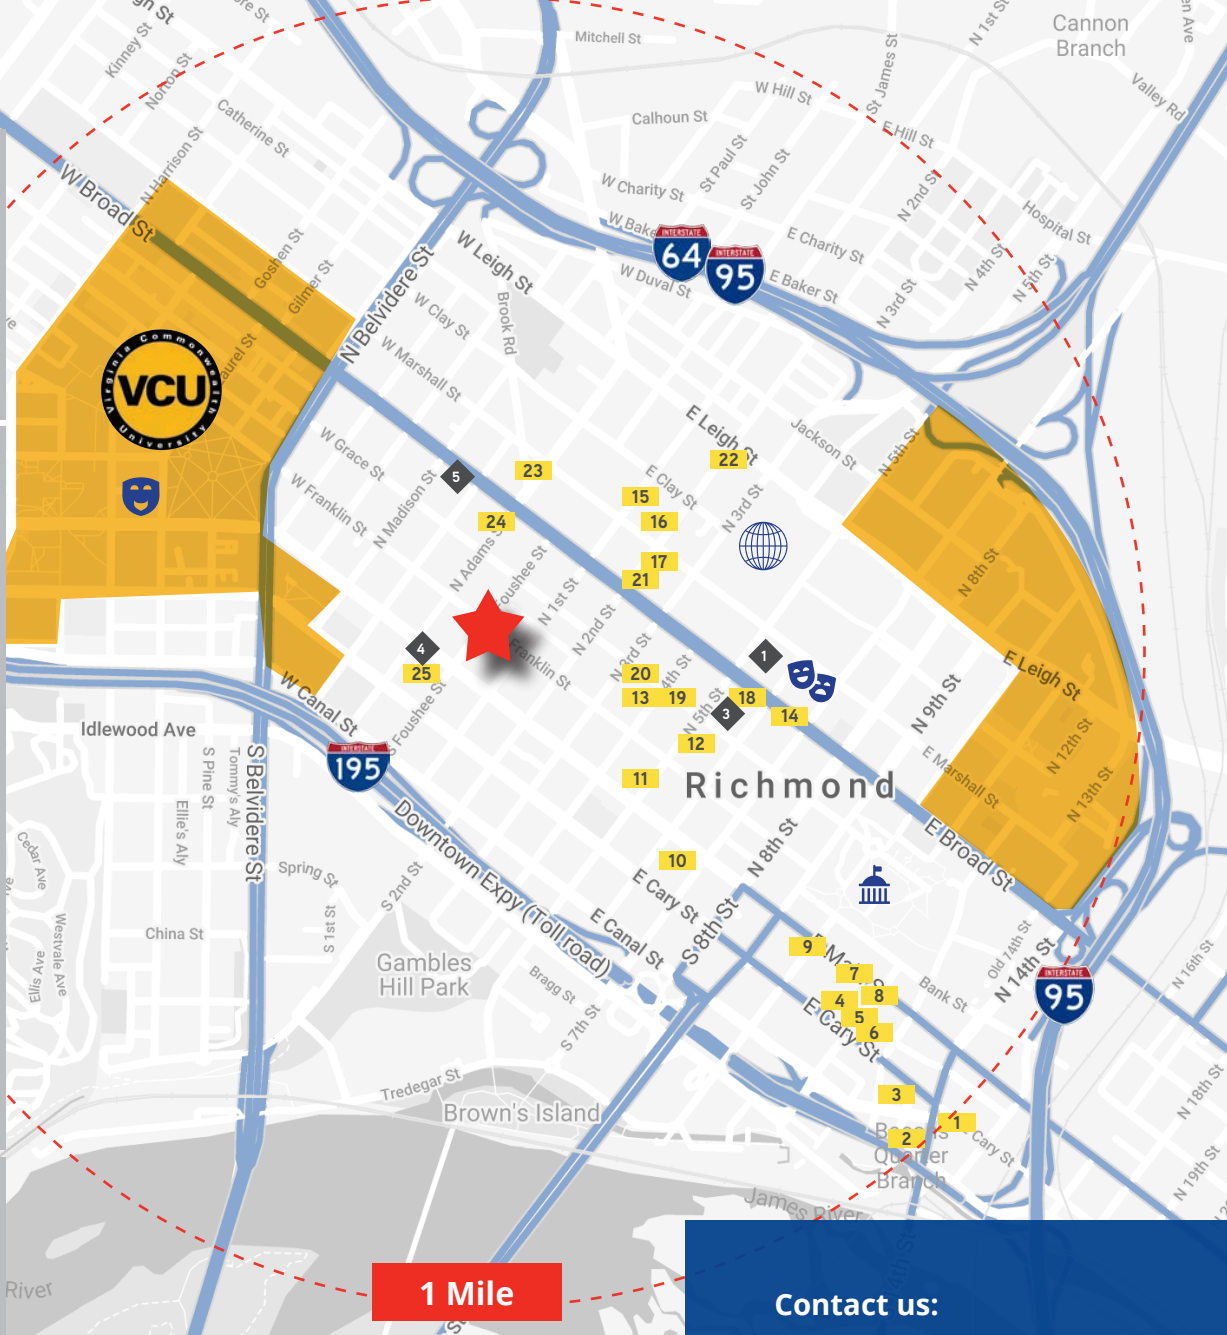 Mitchell St
N 1st St
Cannon
Branch
Kinney St
Norton St
W Hill St
St James St
Valley Rd
Catherine St
Calhoun St
E Hill St
N Harrison St
St Paul St
St John St
W Charity St
N 2nd St
W Broad St
Hospital St
W Leigh St
INTERSTATE
64
INTERSTATE
95
E Charity St
N 4th St
N 5th St
Goshen St
Gilmer St
N Belvidere St
W Duval St
E Baker St
N 3rd St
W Clay St
Brook Rd
W Marshall St
Virginia Commonwealth
VCU
University
E Leigh St
Jackson St
N 5th St
W Grace St
22
5
23
E Clay St
W Franklin St
N Madison St
15
N 3rd St
24
16
N Adams St
17
Foushee St
21
N 1st St
N 8th St
N 2nd St
4
Franklin St
N 3rd St
1
E Leigh St
25
20
4th St
W Canal St
13
19
18
N 9th St
S Foushee St
N 5th St
3
14
Idlewood Ave
12
N 12th St
INTERSTATE
195
S Pine St
Tommy's Aly
S Belvidere St
11
Richmond
E Marshall St
N 13th St
Ellie's Aly
Downtown Expy (Toll road)
N 8th St
E Broad St
Cedar Ave
10
Spring St
S 2nd St
E Cary St
Westvale Ave
S 1st St
E Canal St
S 8th St
China St
9
Old 14th St
Ellis Ave
Gambles
Hill Park
7
N 14th St
N 16th St
Bragg St
4
8
Bank St
INTERSTATE
95
S 7th St
E Cary St
5
6
Tredegar St
3
N 18th St
Brown's Island
1
2
Cary St
Quarter
Branch
N 19th St
James River
River
1 Mile
Contact us: